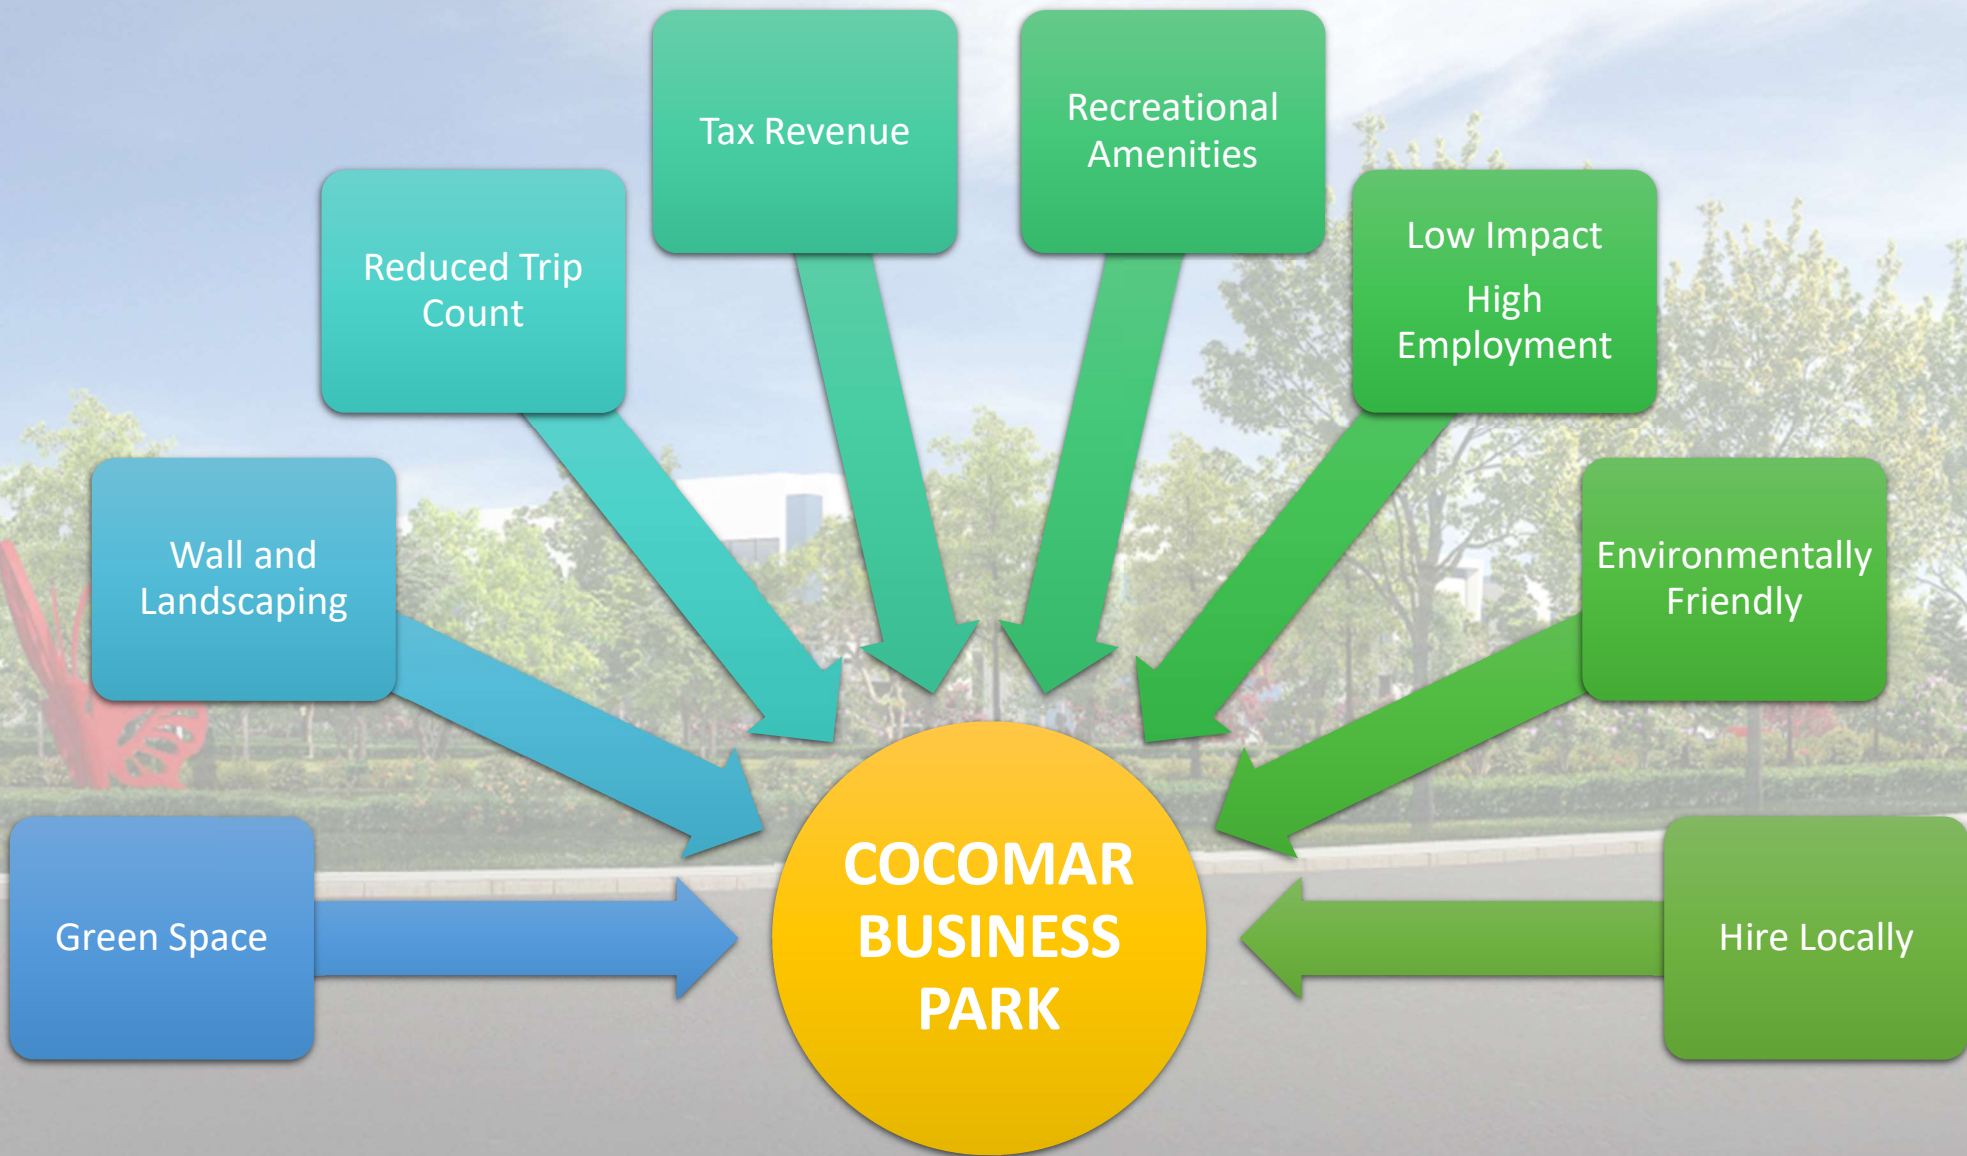 Tax Revenue
Recreational
Amenities
Reduced Trip
Count
Low Impact
High
Employment
Wall and
Landscaping
Environmentally
Friendly
Green Space
COCOMAR
BUSINESS
PARK
Hire Locally